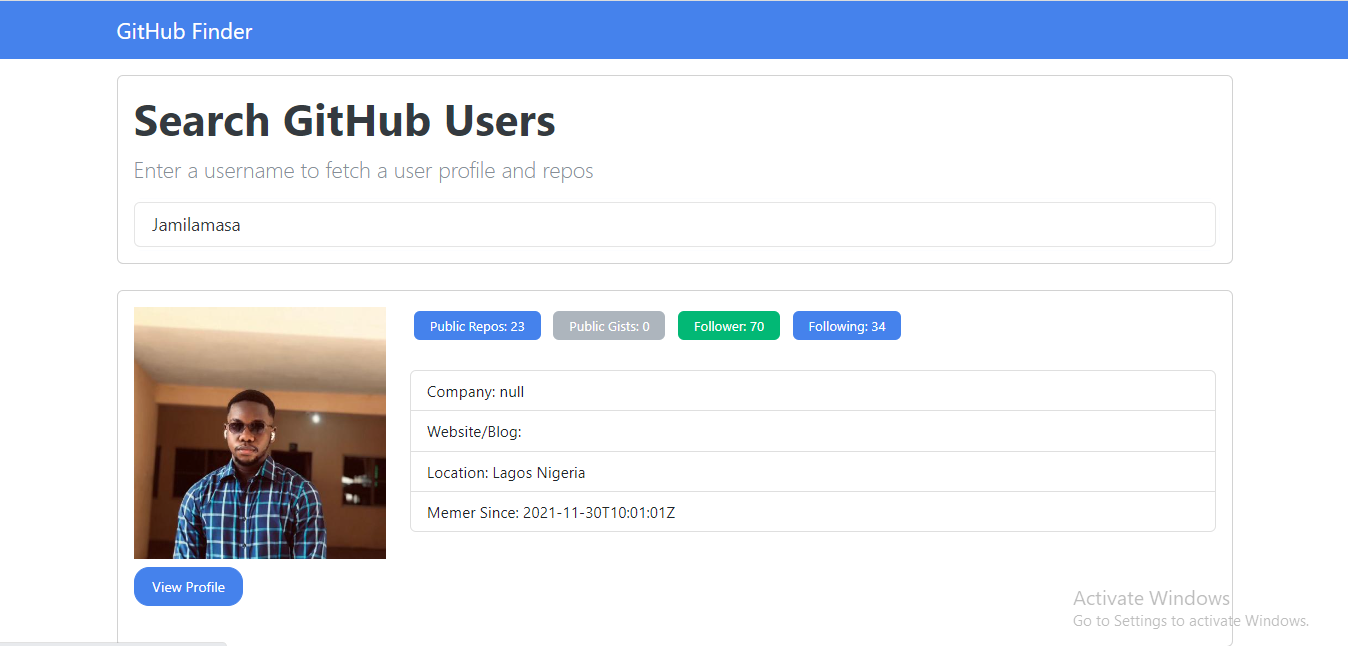 GitHub Finder
Search GitHub Users
Enter a username to fetch a user profile and repos
Jamilamasa
Public Repos: 23
Public Gists: 0
Follower: 70
Following: 34
Company: null
Website/Blog:
Location: Lagos Nigeria
Memer Since: 2021-11-30T10:01:01Z
View Profile
Activate Windows
Go to Settings to activate Windows.